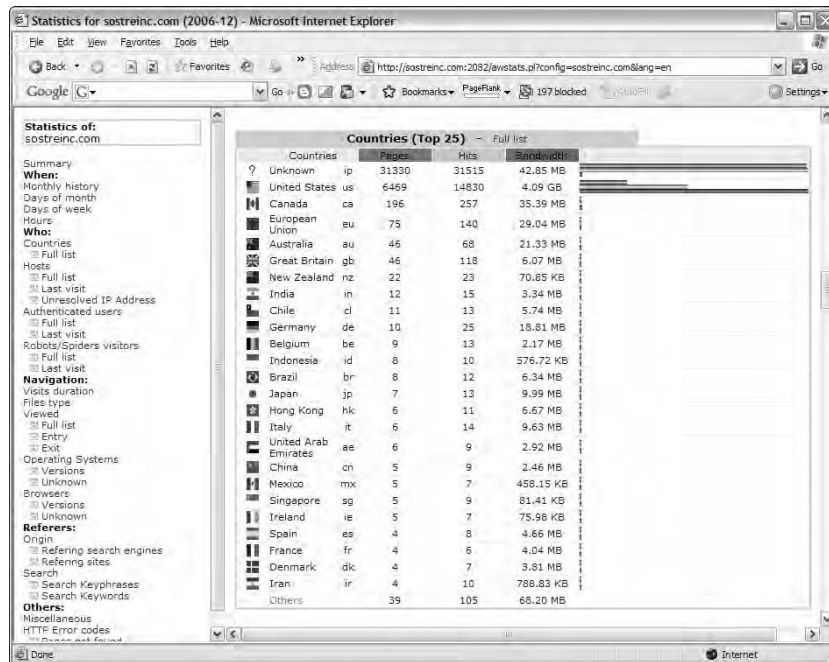 Statistics for sostreinc.com (2006-12) - Microsoft Internet Explorer
File Edit View Favorites Tools Help
Back Favorites » Address http://sostreinc.com:2082/awstats.pl?config=sostreinc.com&lang=en Go
Google G Go Bookmarks PageRank 197 blocked Settings
Statistics of:
sostreinc.com
Summary
When:
Monthly history
Days of month
Days of week
Hours
Who:
Countries
Full list
Hosts
Full list
Last visit
Unresolved IP Address
Authenticated users
Full list
Last visit
Robots/Spiders visitors
Full list
Last visit
Navigation:
Visits duration
Files type
Viewed
Full list
Entry
Exit
Operating Systems
Versions
Unknown
Browsers
Versions
Unknown
Referers:
Origin
Refering search engines
Refering sites
Search
Search Keyphrases
Search Keywords
Others:
Miscellaneous
HTTP Error codes
Pages not found
Countries (Top 25) - Full list
Countries Pages Hits Bandwidth
? Unknown ip 31330 31515 42.85 MB
United States us 6469 14830 4.09 GB
Canada ca 196 257 35.39 MB
European Union eu 75 140 29.04 MB
Australia au 46 68 21.33 MB
Great Britain gb 46 118 6.07 MB
New Zealand nz 22 23 70.85 KB
India in 12 15 3.34 MB
Chile cl 11 13 5.74 MB
Germany de 10 25 18.81 MB
Belgium be 9 13 2.17 MB
Indonesia id 8 10 576.72 KB
Brazil br 8 12 6.34 MB
Japan jp 7 13 9.99 MB
Hong Kong hk 6 11 6.67 MB
Italy it 6 14 9.63 MB
United Arab Emirates ae 6 9 2.92 MB
China cn 5 9 2.46 MB
Mexico mx 5 7 458.15 KB
Singapore sg 5 9 81.41 KB
Ireland ie 5 7 75.98 KB
Spain es 4 8 4.66 MB
France fr 4 6 4.04 MB
Denmark dk 4 7 3.81 MB
Iran ir 4 10 788.83 KB
Others 39 105 68.20 MB
Done Internet